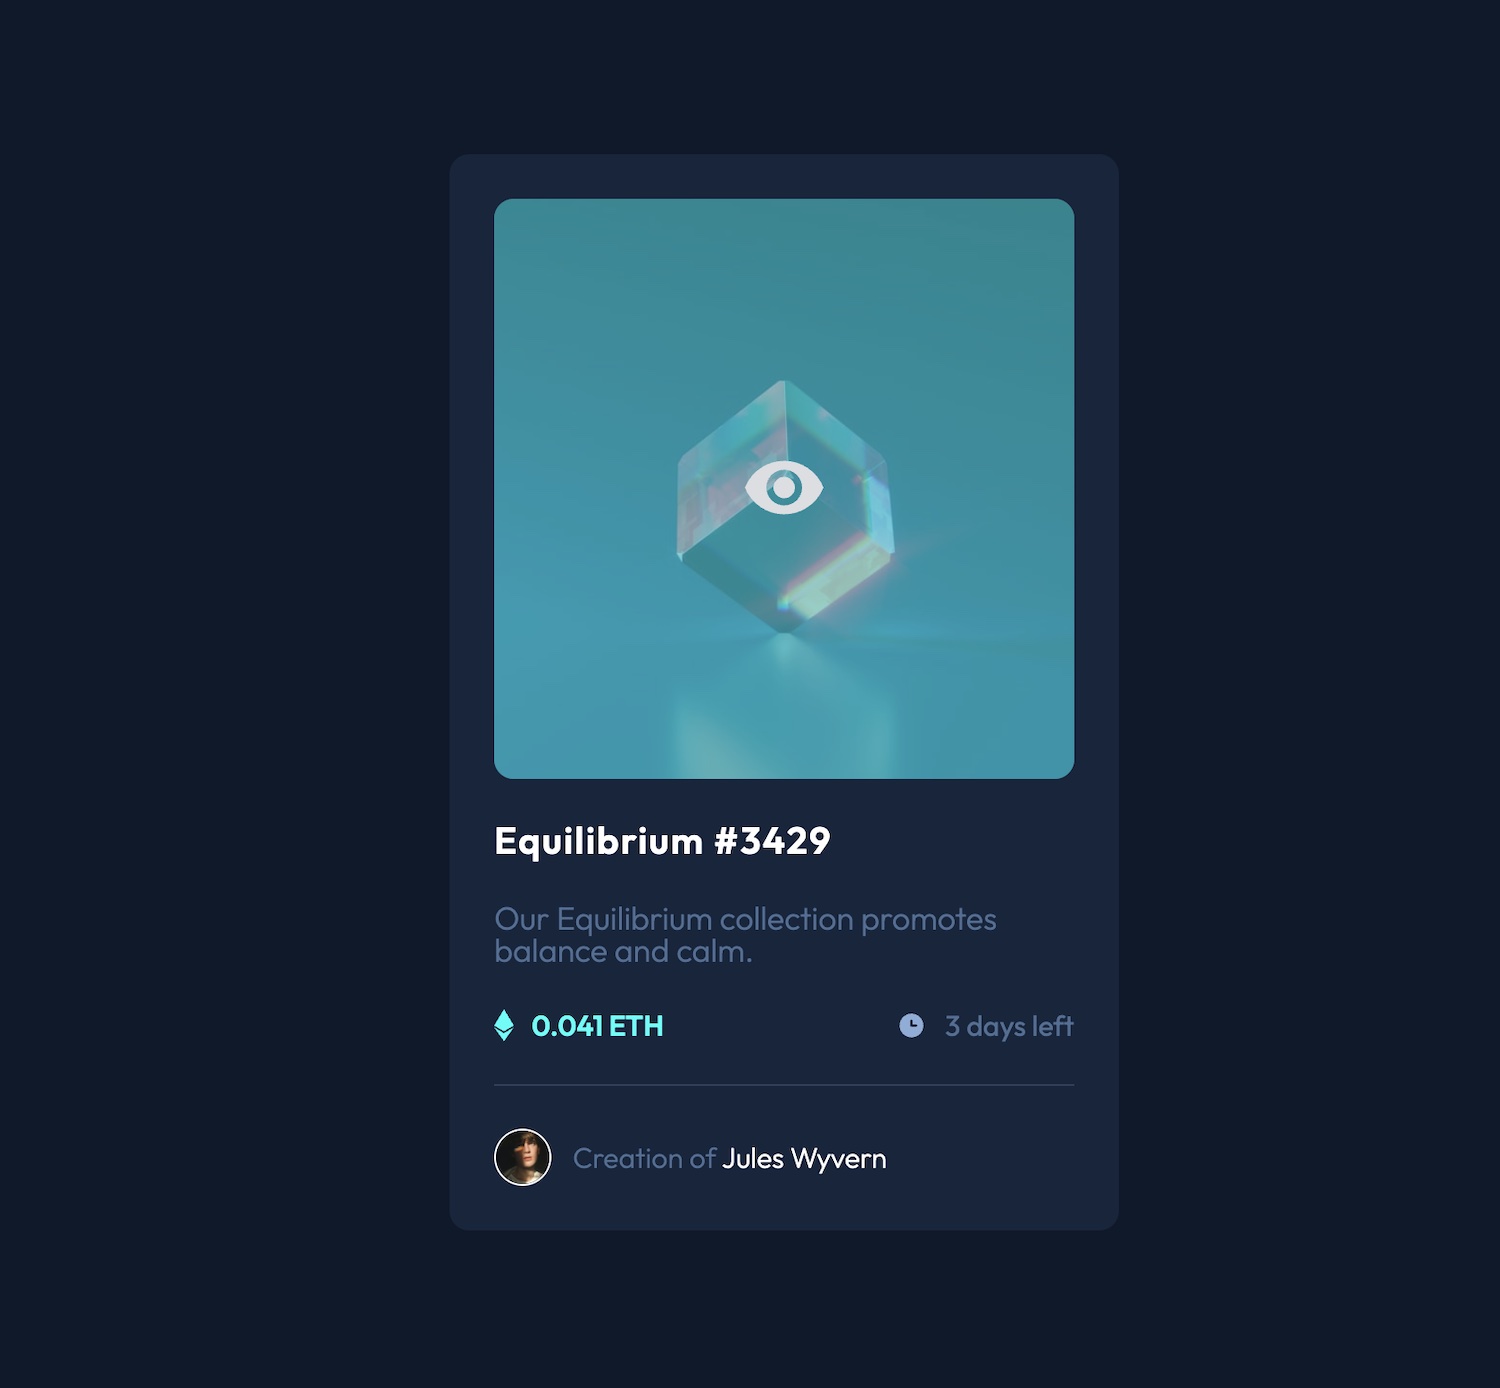 Equilibrium #3429
Our Equilibrium collection promotes
balance and calm.
0.041 ETH
3 days left
Creation of Jules Wyvern